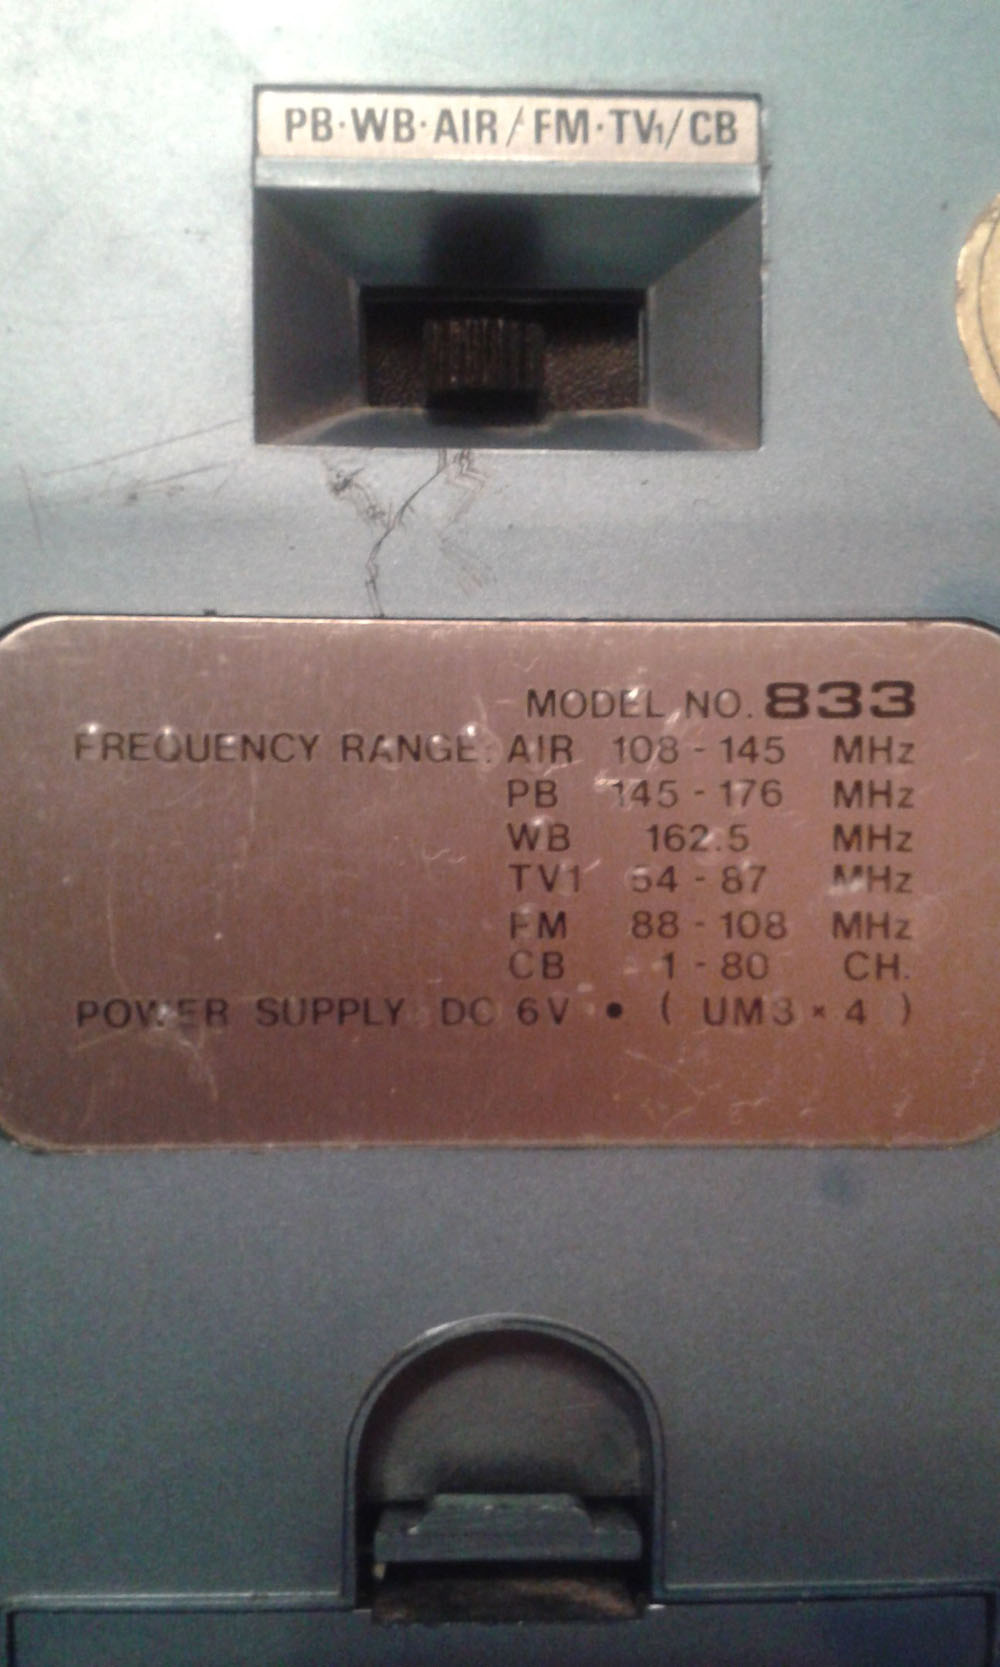 PB·WB·AIR/FM·TV1/CB
MODEL NO. 833
FREQUENCY RANGE: AIR 108 - 145 MHz
PB 145 - 176 MHz
WB 162.5 MHz
TV1 54 - 87 MHz
FM 88 - 108 MHz
CB 1 - 80 CH.
POWER SUPPLY DC 6V • ( UM3 × 4 )